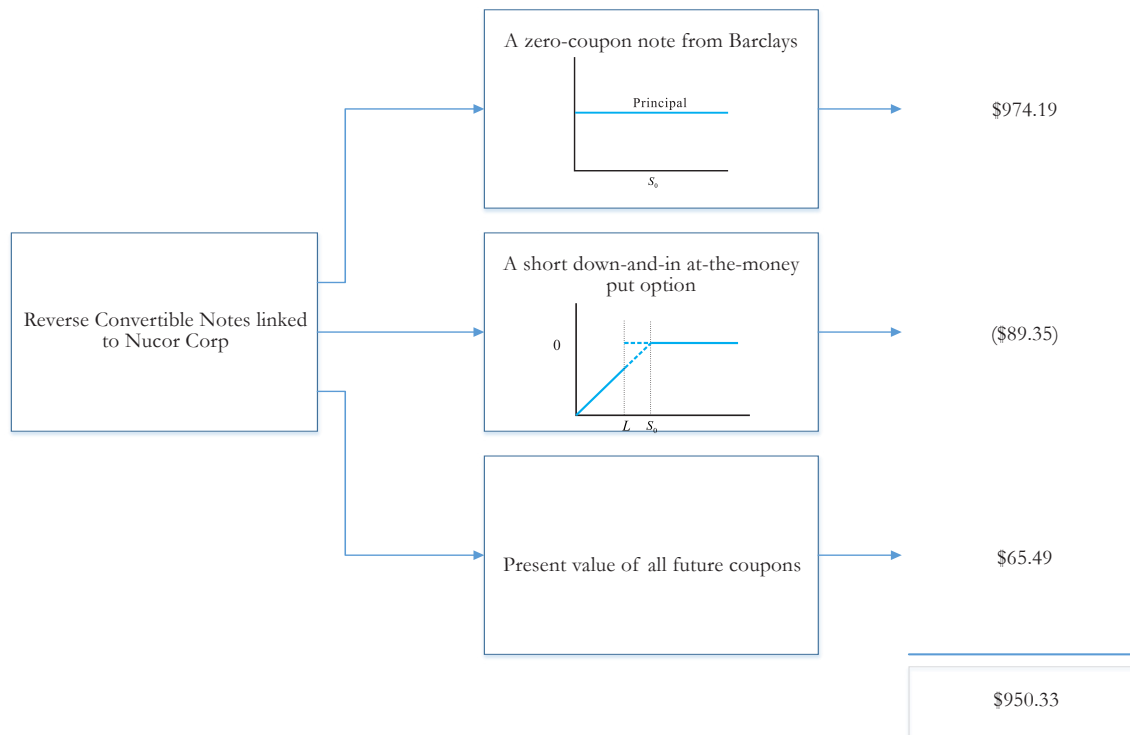 A zero-coupon note from Barclays
Principal
S₀
$974.19
Reverse Convertible Notes linked
to Nucor Corp
A short down-and-in at-the-money
put option
0
L S₀
($89.35)
Present value of all future coupons
$65.49
$950.33